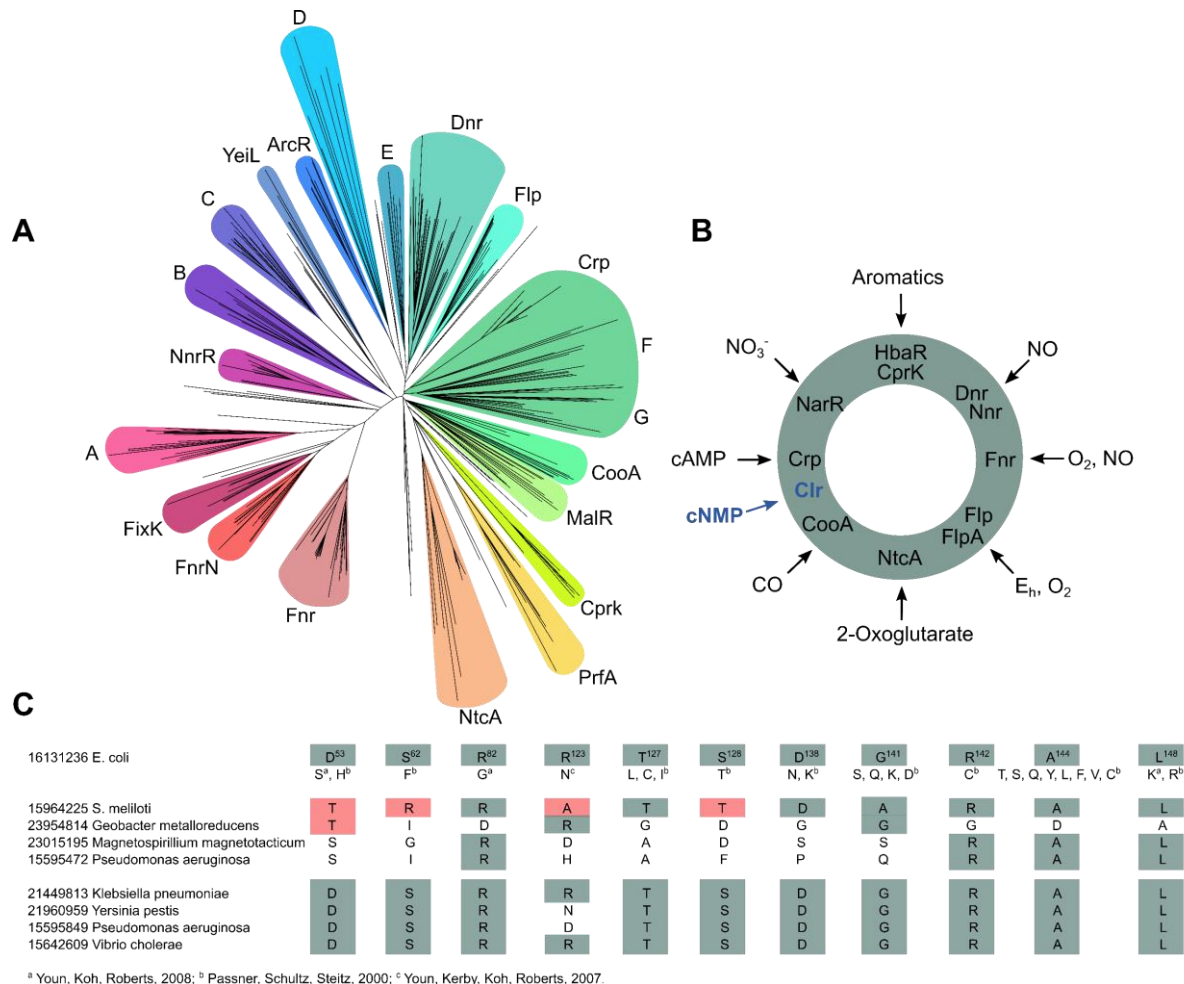 A
D
YeiL
ArcR
E
Dnr
Flp
C
B
Crp
F
G
NnrR
CooA
MalR
A
FixK
FnrN
Fnr
Cprk
PrfA
NtcA
B
Aromatics
NO3-
NO
HbaR
CprK
Dnr
Nnr
NarR
cAMP
Crp
Fnr
O2, NO
Clr
cNMP
CooA
Flp
FlpA
NtcA
CO
Eh, O2
2-Oxoglutarate
C
16131236 E. coli D53 S62 R82 R123 T127 S128 D138 G141 R142 A144 L148
Sa, Hb Fb Ga Nc L, C, Ib Tb N, Kb S, Q, K, Db Cb T, S, Q, Y, L, F, V, Cb Ka, Rb
15964225 S. meliloti T R R A T T D A R A L
23954814 Geobacter metalloreducens T I D R G D G G G D A
23015195 Magnetospirillium magnetotacticum S G R D A D S S R A L
15595472 Pseudomonas aeruginosa S I R H A F P Q R A L
21449813 Klebsiella pneumoniae D S R R T S D G R A L
21960959 Yersinia pestis D S R N T S D G R A L
15595849 Pseudomonas aeruginosa D S R D T S D G R A L
15642609 Vibrio cholerae D S R R T S D G R A L
a Youn, Koh, Roberts, 2008; b Passner, Schultz, Steitz, 2000; c Youn, Kerby, Koh, Roberts, 2007.